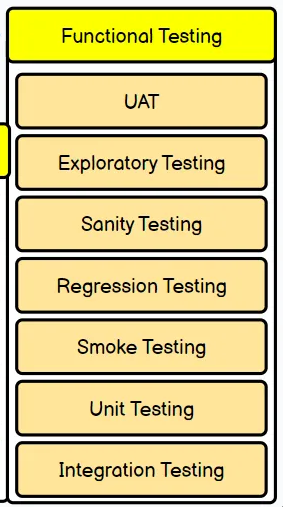 Functional Testing
UAT
Exploratory Testing
Sanity Testing
Regression Testing
Smoke Testing
Unit Testing
Integration Testing